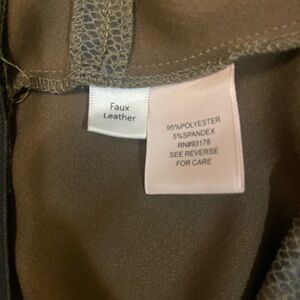 Faux
Leather
95%POLYESTER
5%SPANDEX
RN#93178
SEE REVERSE
FOR CARE